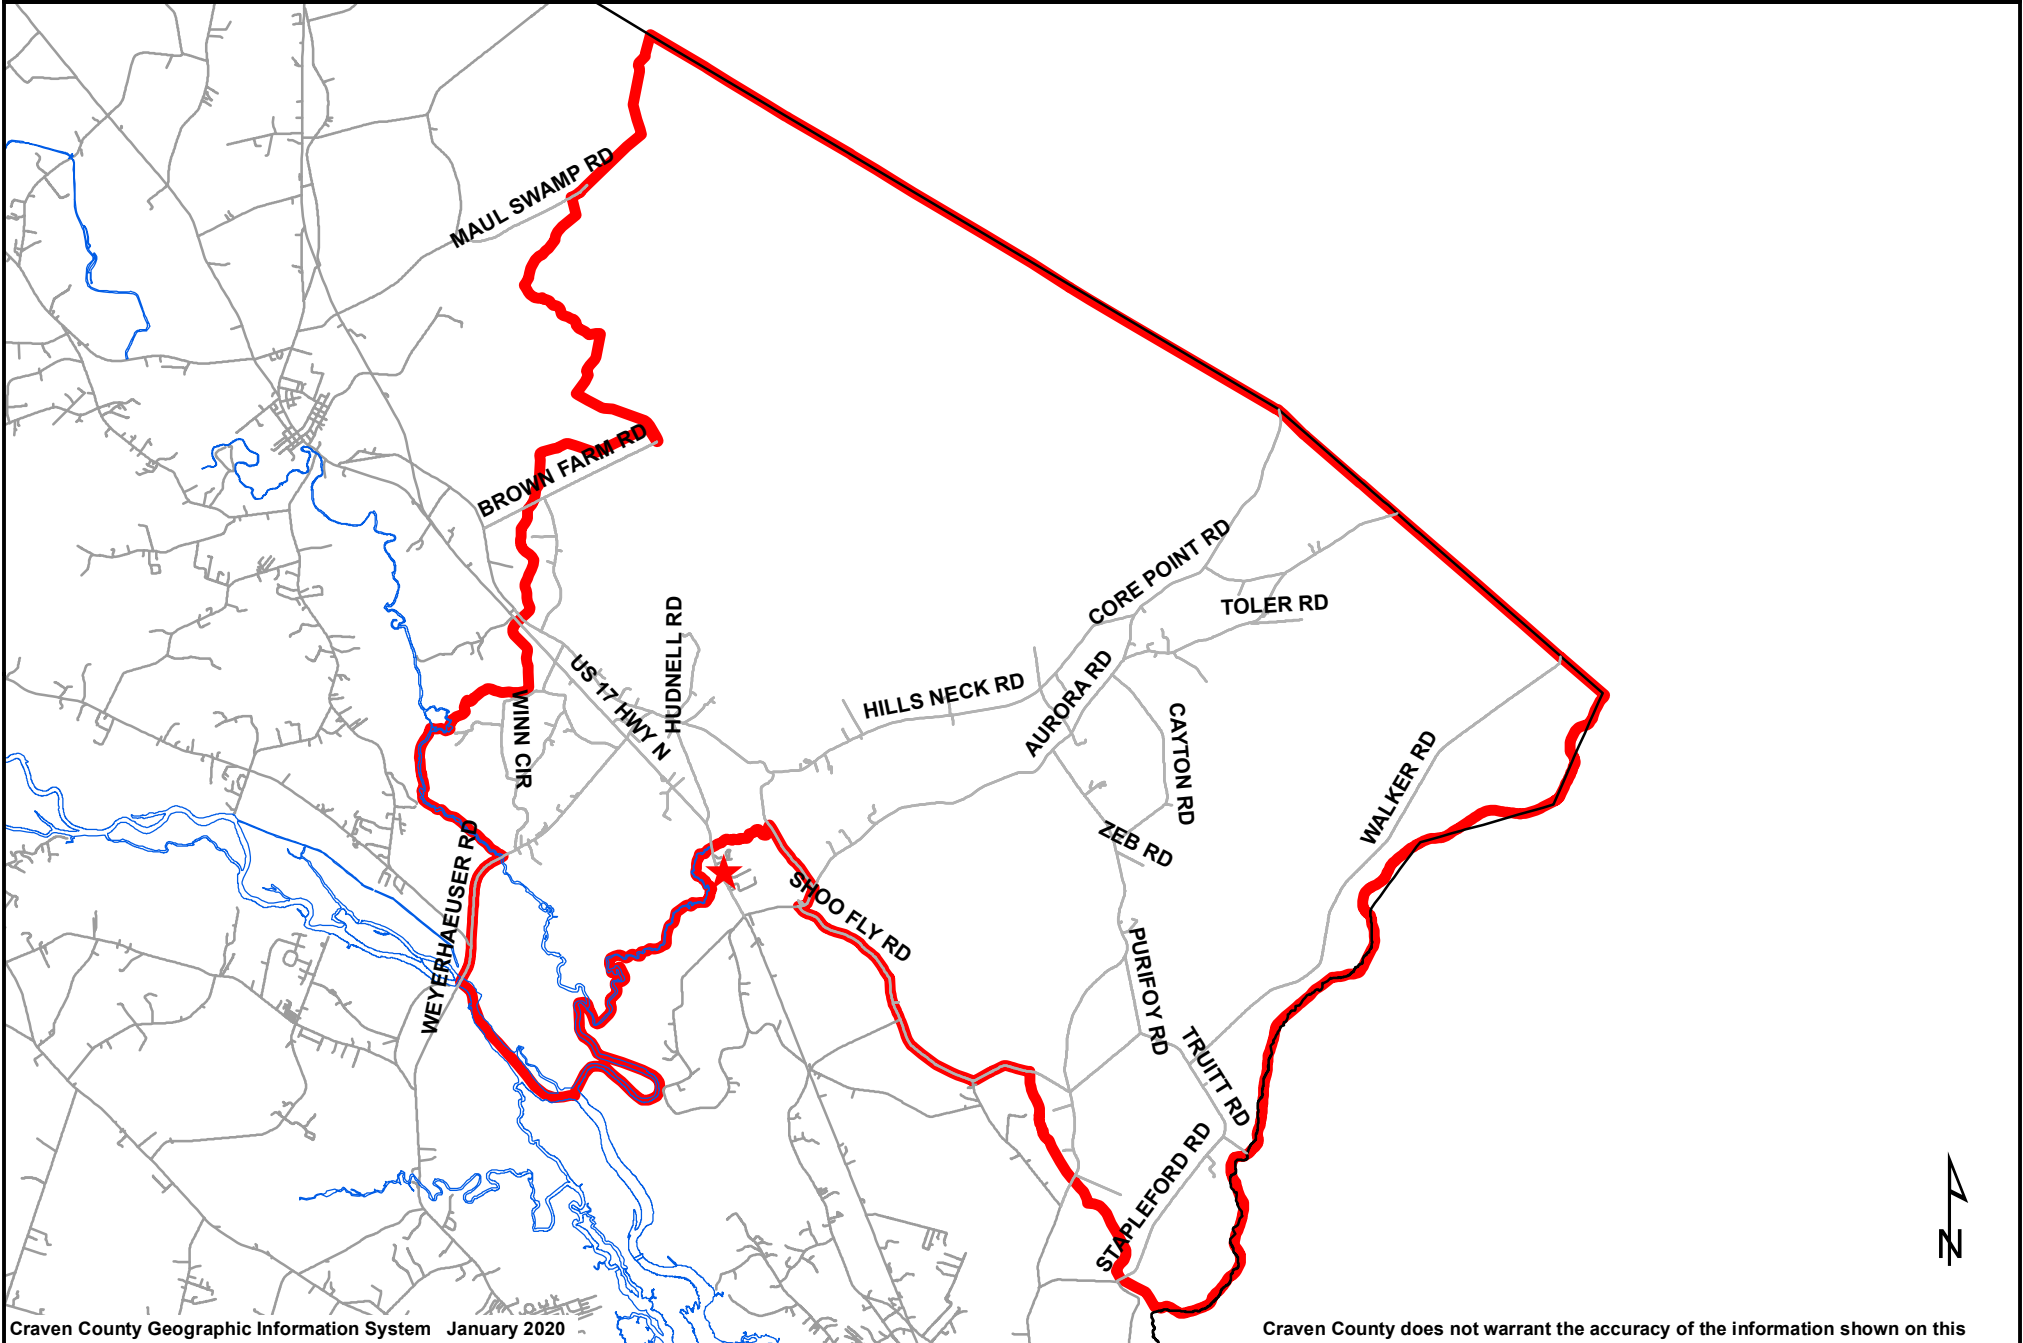 MAUL SWAMP RD
BROWN FARM RD
CORE POINT RD
TOLER RD
HUDNELL RD
US 17 HWY N
HILLS NECK RD
AURORA RD
WINN CIR
CAYTON RD
WALKER RD
ZEB RD
WEYERHAEUSER RD
SHOO FLY RD
PURIFOY RD
TRUITT RD
STAPLEFORD RD
N
Craven County Geographic Information System January 2020
Craven County does not warrant the accuracy of the information shown on this